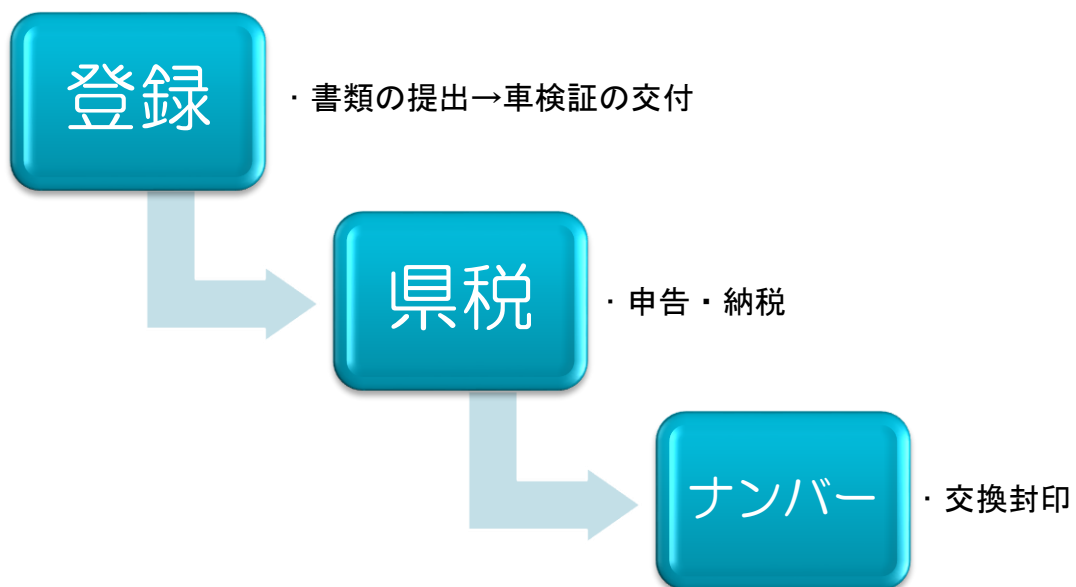 登録
・書類の提出→車検証の交付
県税
・申告・納税
ナンバー
・交換封印